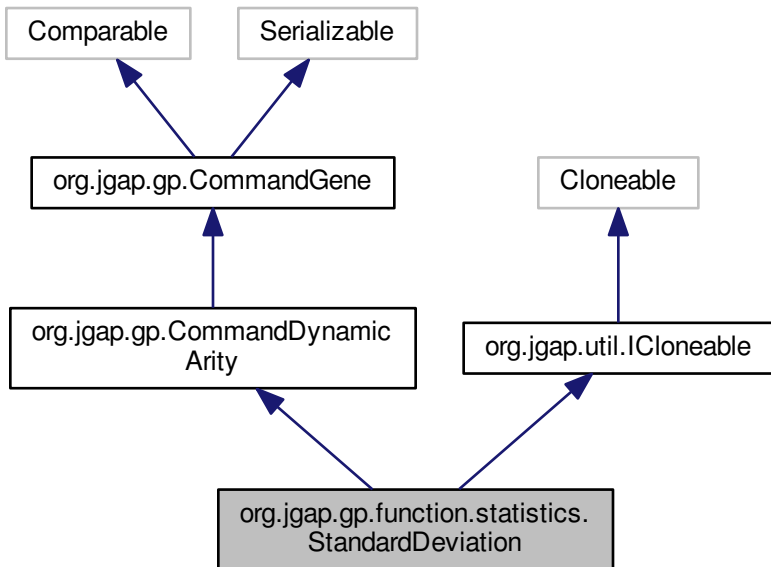 Comparable
Serializable
org.jgap.gp.CommandGene
Cloneable
org.jgap.gp.CommandDynamic
Arity
org.jgap.util.ICloneable
org.jgap.gp.function.statistics.
StandardDeviation